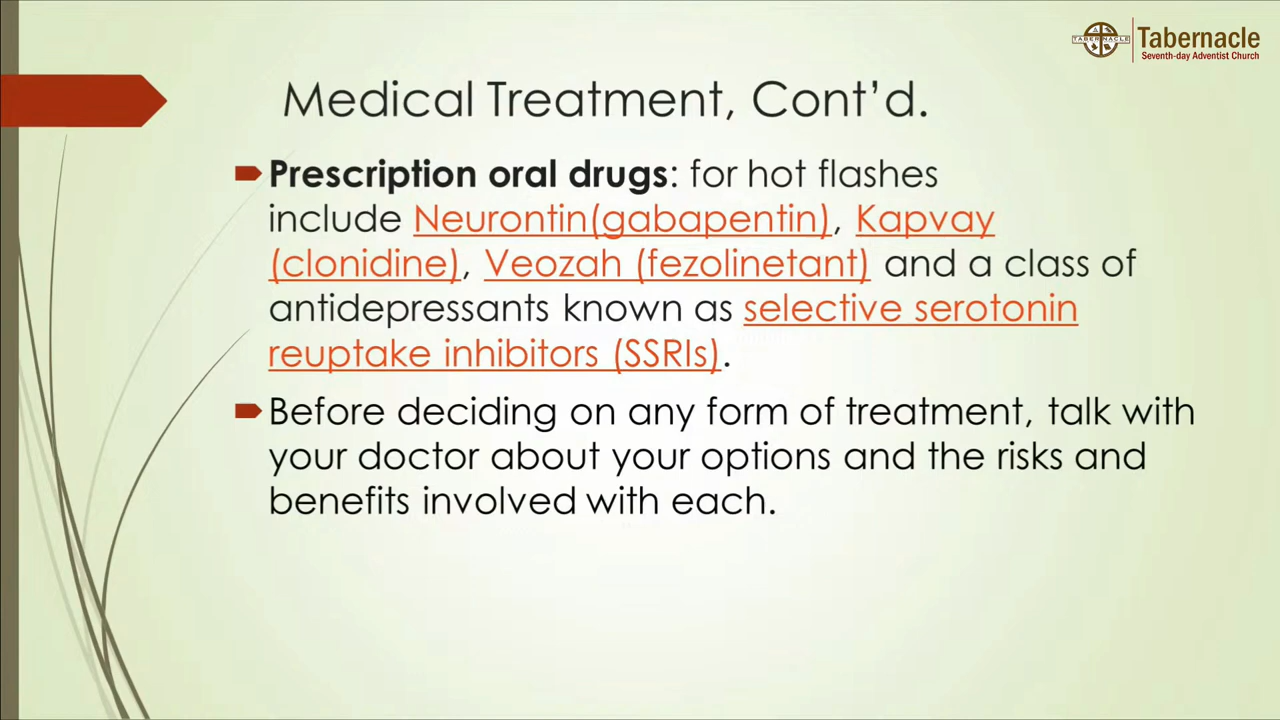 Tabernacle
Seventh-day Adventist Church
TABERNACLE
Medical Treatment, Cont’d.
Prescription oral drugs: for hot flashes
include Neurontin(gabapentin), Kapvay
(clonidine), Veozah (fezolinetant) and a class of
antidepressants known as selective serotonin
reuptake inhibitors (SSRIs).
Before deciding on any form of treatment, talk with
your doctor about your options and the risks and
benefits involved with each.